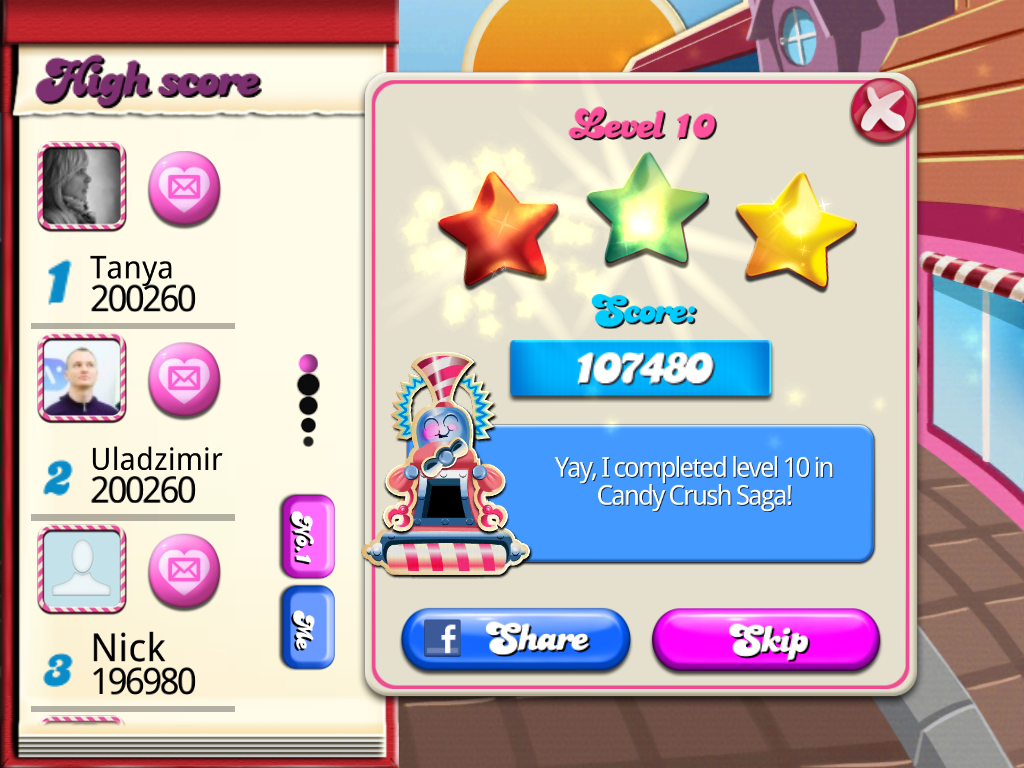 High score
1 Tanya
200260
2 Uladzimir
200260
3 Nick
196980
No.1
Me
Level 10
Score:
107480
Yay, I completed level 10 in
Candy Crush Saga!
f Share
Skip